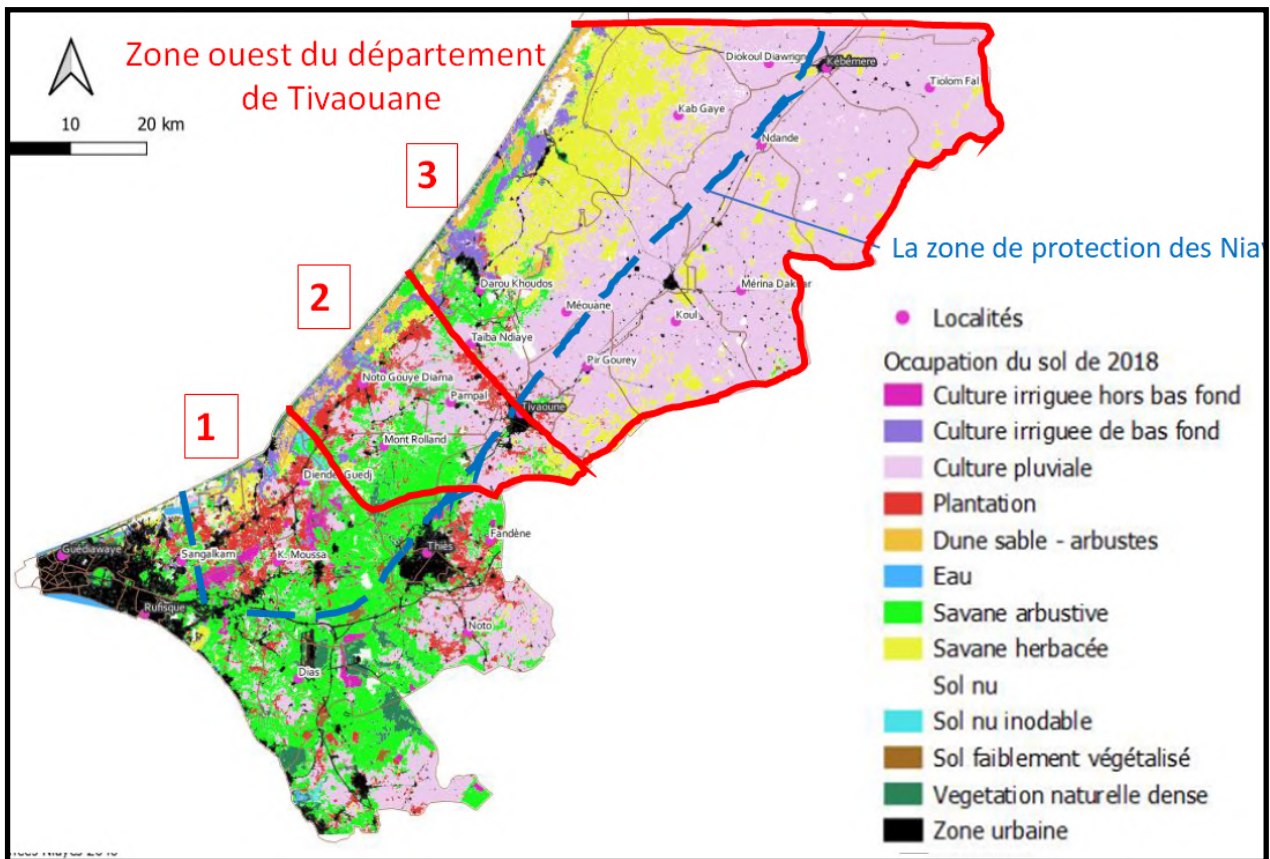 Zone ouest du département
de Tivaouane
10 20 km
3
2
1
Diokoul Diawrign
Kébémere
Tiolom Fal
Kab Gaye
Ndande
La zone de protection des Nia
Darou Khoudos
Mérina Dakhar
Méouane
Koul
Taiba Ndiaye
Pir Gourey
Noto Gouye Diama
Pampal
Tivaoune
Mont Rolland
Diender Guedj
Fandène
Thiès
Guédiawaye
Sangalkam
K. Moussa
Rufisque
Noto
Dias
Localités
Occupation du sol de 2018
Culture irriguee hors bas fond
Culture irriguee de bas fond
Culture pluviale
Plantation
Dune sable - arbustes
Eau
Savane arbustive
Savane herbacée
Sol nu
Sol nu inodable
Sol faiblement végétalisé
Vegetation naturelle dense
Zone urbaine